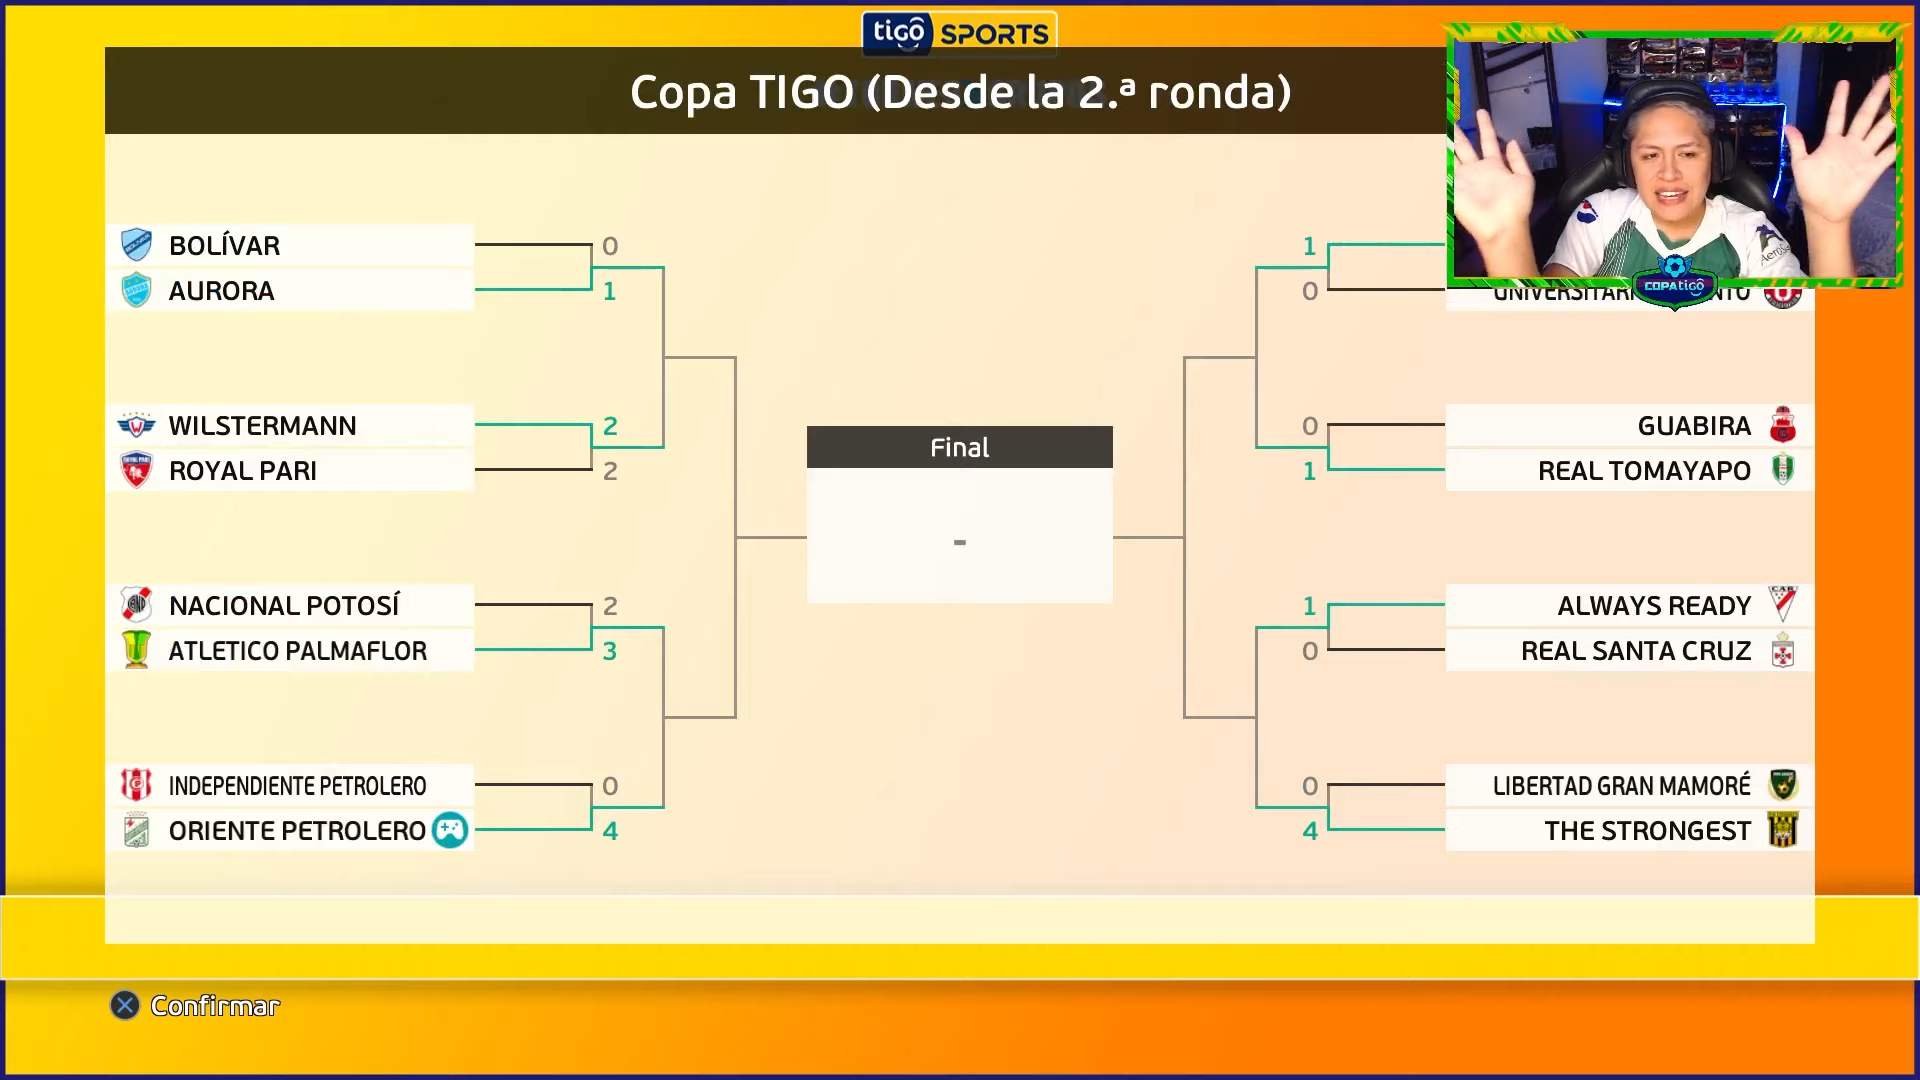 tigo SPORTS
Copa TIGO (Desde la 2.ª ronda)
BOLÍVAR 0
AURORA 1
WILSTERMANN 2
ROYAL PARI 2
NACIONAL POTOSÍ 2
ATLETICO PALMAFLOR 3
INDEPENDIENTE PETROLERO 0
ORIENTE PETROLERO 4
Final
-
1
0
0 GUABIRA
1 REAL TOMAYAPO
1 ALWAYS READY
0 REAL SANTA CRUZ
0 LIBERTAD GRAN MAMORÉ
4 THE STRONGEST
COPA tigo
Confirmar